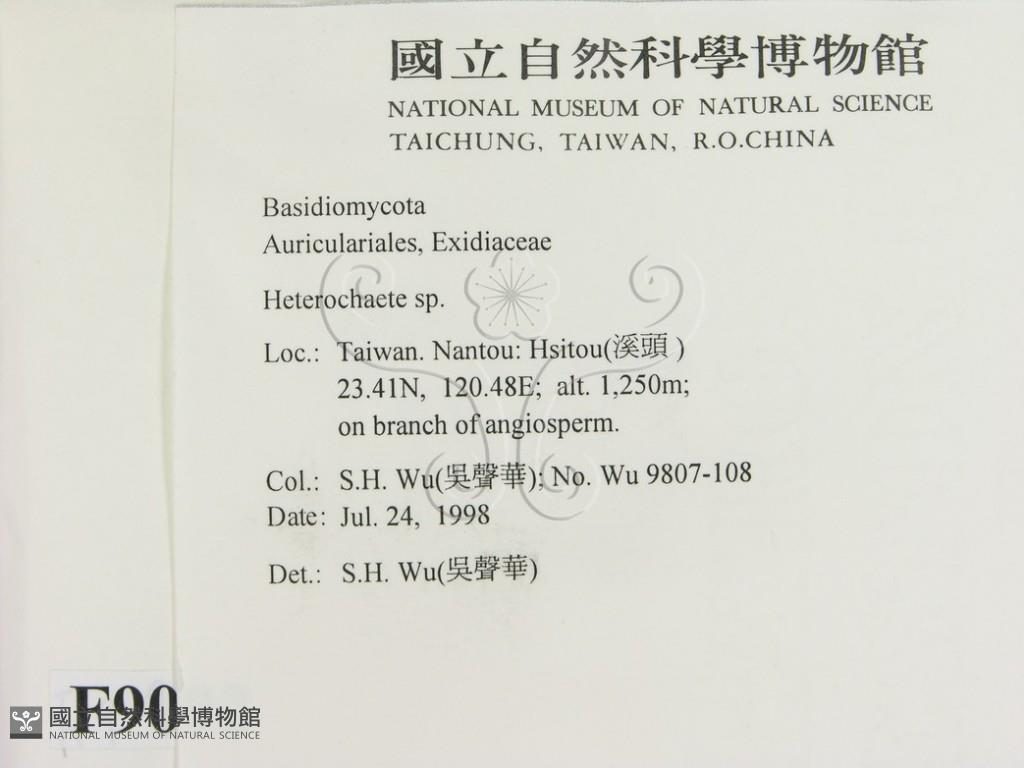 國立自然科學博物館
NATIONAL MUSEUM OF NATURAL SCIENCE
TAICHUNG, TAIWAN, R.O.CHINA
Basidiomycota
Auriculariales, Exidiaceae
Heterochaete sp.
Loc.: Taiwan. Nantou: Hsitou(溪頭 )
23.41N, 120.48E; alt. 1,250m;
on branch of angiosperm.
Col.: S.H. Wu(吳聲華); No. Wu 9807-108
Date: Jul. 24, 1998
Det.: S.H. Wu(吳聲華)
F90
國立自然科學博物館
NATIONAL MUSEUM OF NATURAL SCIENCE